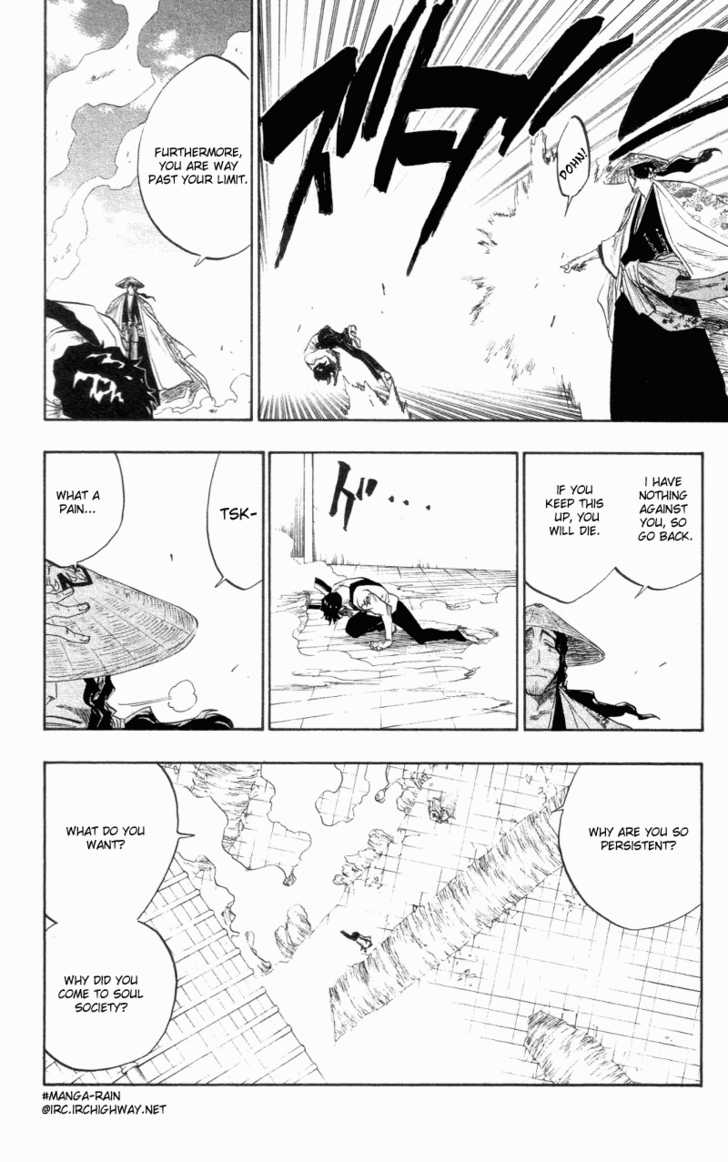 DOHN!
FURTHERMORE,
YOU ARE WAY
PAST YOUR LIMIT.
I HAVE
NOTHING
AGAINST
YOU, SO
GO BACK.
IF YOU
KEEP THIS
UP, YOU
WILL DIE.
TSK-
WHAT A
PAIN...
WHY ARE YOU SO
PERSISTENT?
WHAT DO YOU
WANT?
WHY DID YOU
COME TO SOUL
SOCIETY?
#MANGA-RAIN
@IRC.IRCHIGHWAY.NET